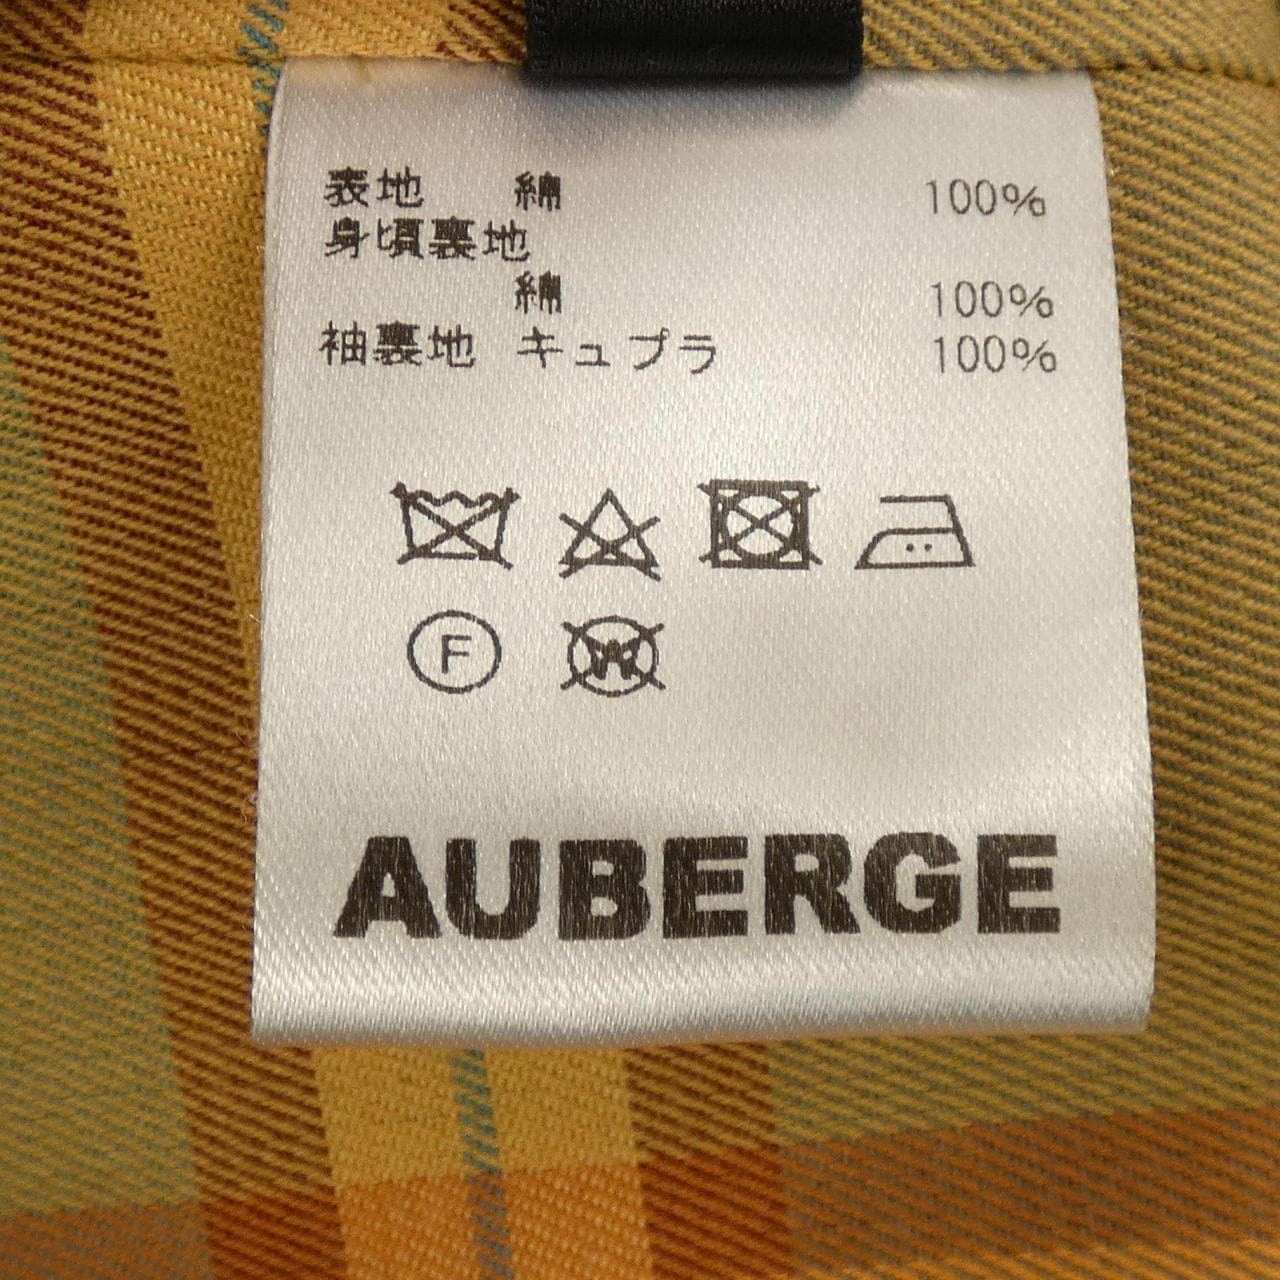 表地 綿 100%
身頃裏地
綿 100%
袖裏地 キュプラ 100%
F
W
AUBERGE